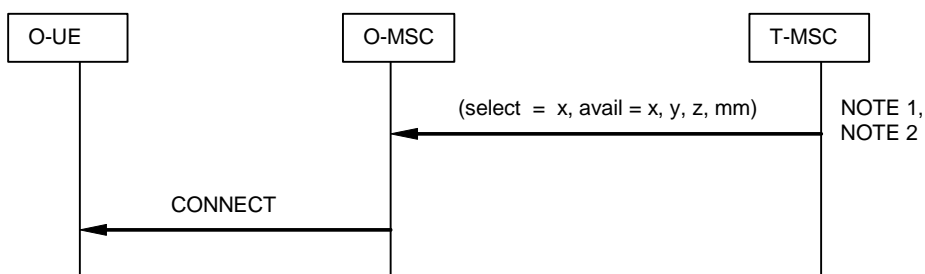 O-UE
O-MSC
T-MSC
(select = x, avail = x, y, z, mm)
NOTE 1,
NOTE 2
CONNECT